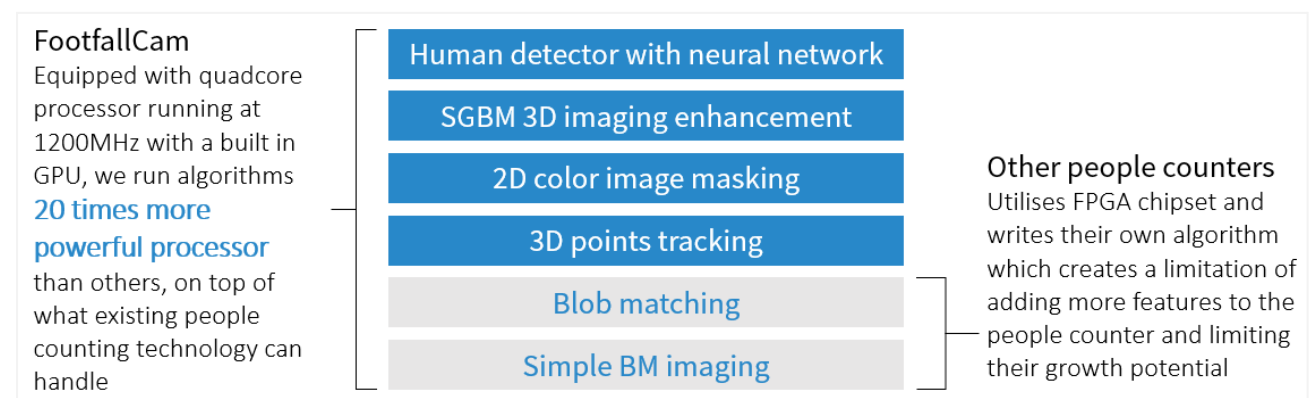 FootfallCam
Equipped with quadcore
processor running at
1200MHz with a built in
GPU, we run algorithms
20 times more
powerful processor
than others, on top of
what existing people
counting technology can
handle
Human detector with neural network
SGBM 3D imaging enhancement
2D color image masking
3D points tracking
Blob matching
Simple BM imaging
Other people counters
Utilises FPGA chipset and
writes their own algorithm
which creates a limitation of
adding more features to the
people counter and limiting
their growth potential